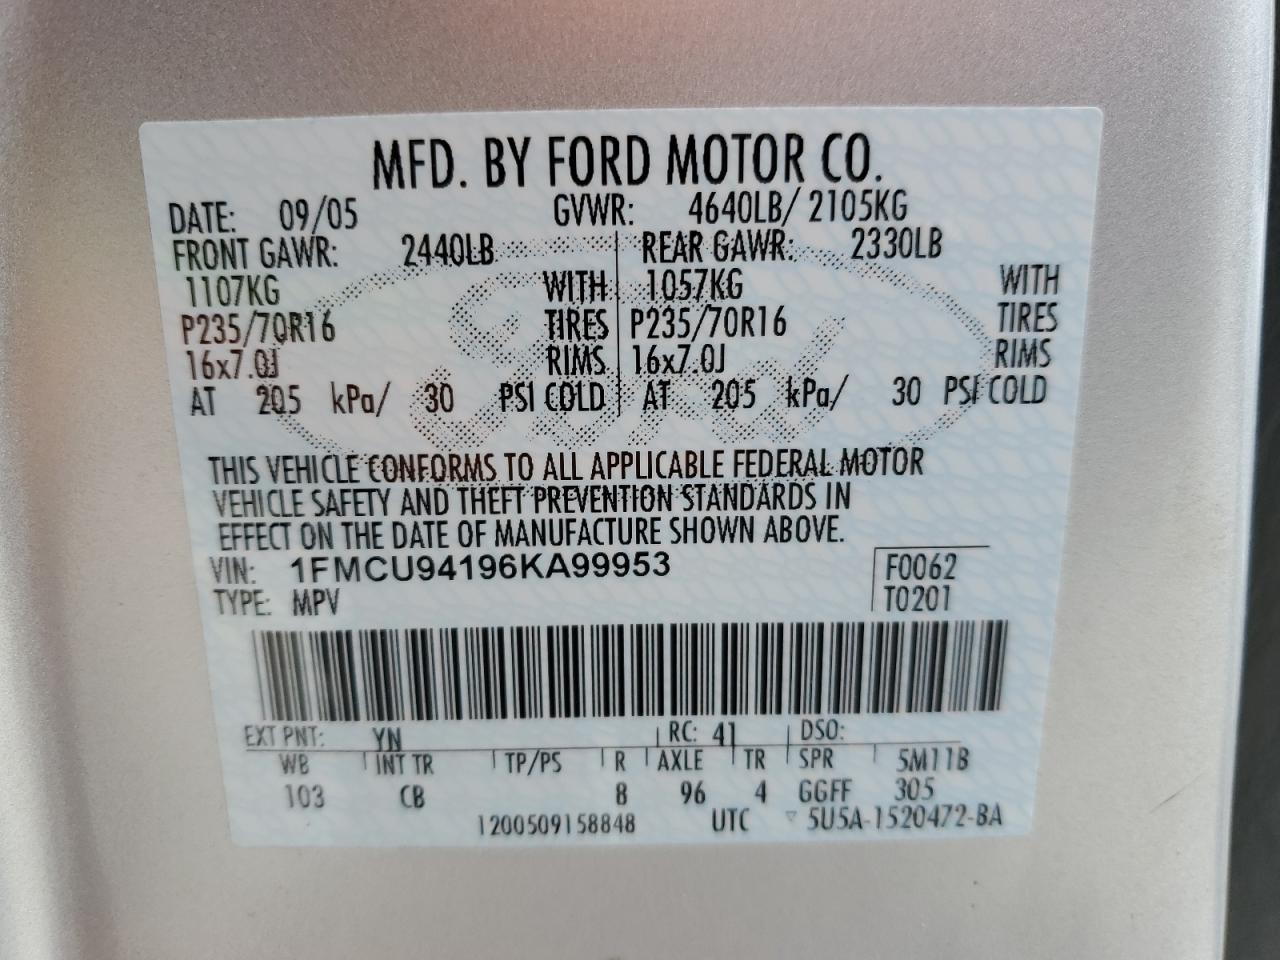 MFD. BY FORD MOTOR CO.
DATE: 09/05 GVWR: 4640LB/ 2105KG
FRONT GAWR: 2440LB REAR GAWR: 2330LB
1107KG WITH 1057KG WITH
P235/70R16 TIRES P235/70R16 TIRES
16x7.0J RIMS 16x7.0J RIMS
AT 205 kPa/ 30 PSI COLD AT 205 kPa/ 30 PSI COLD
THIS VEHICLE CONFORMS TO ALL APPLICABLE FEDERAL MOTOR
VEHICLE SAFETY AND THEFT PREVENTION STANDARDS IN
EFFECT ON THE DATE OF MANUFACTURE SHOWN ABOVE.
VIN: 1FMCU94196KA99953 F0062
TYPE: MPV T0201
EXT PNT: YN RC: 41 DSO:
WB INT TR TP/PS R AXLE TR SPR 5M11B
103 CB 8 96 4 GGFF 305
1200509158848 UTC ▽ 5U5A-1520472-BA